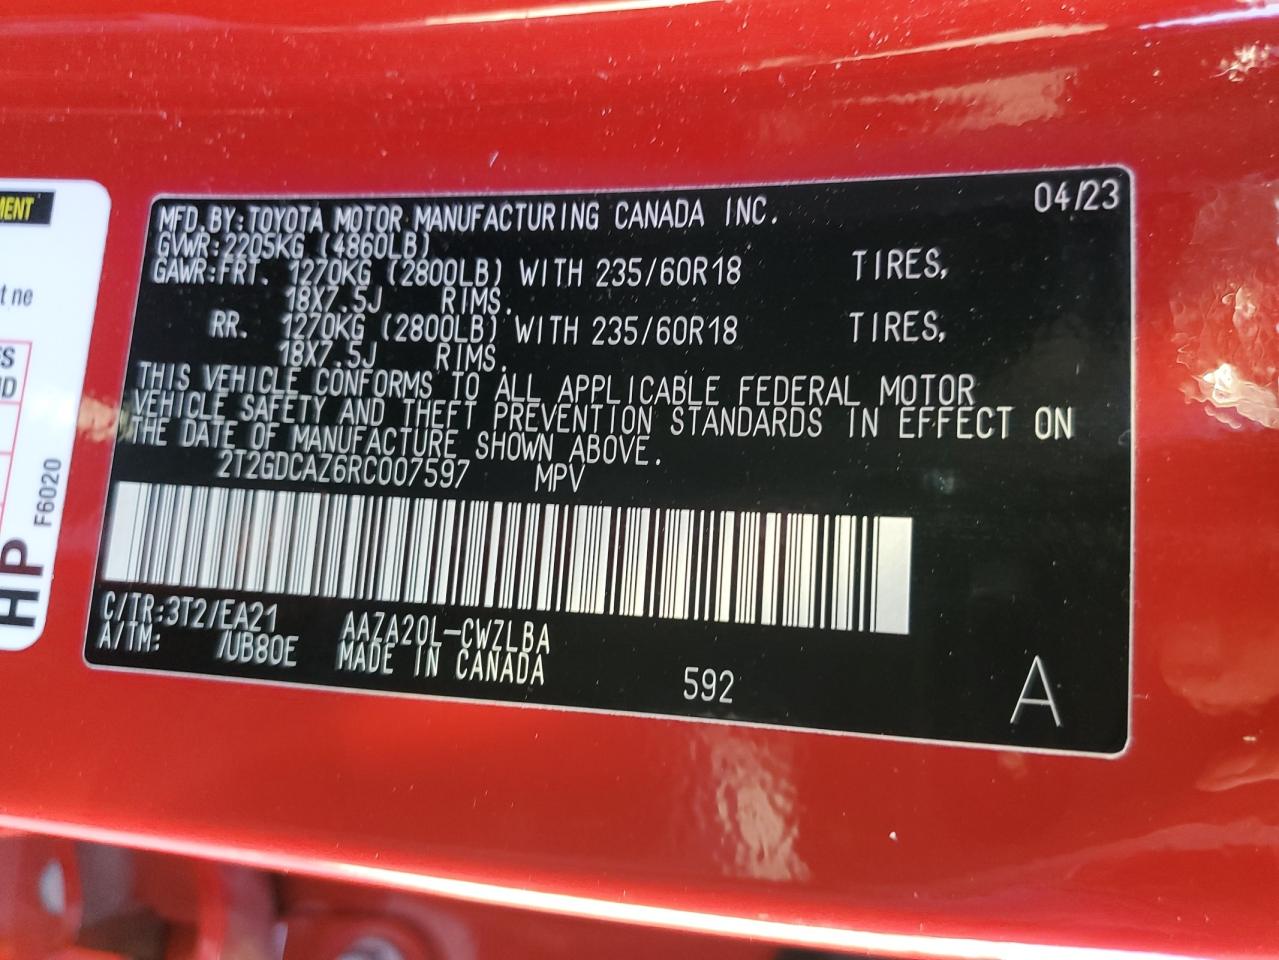 MENT
t ne
S
ND
HP F6020
MFD.BY:TOYOTA MOTOR MANUFACTURING CANADA INC. 04/23
GVWR:2205KG (4860LB)
GAWR:FRT. 1270KG (2800LB) WITH 235/60R18 TIRES,
18X7.5J RIMS.
RR. 1270KG (2800LB) WITH 235/60R18 TIRES,
18X7.5J RIMS.
THIS VEHICLE CONFORMS TO ALL APPLICABLE FEDERAL MOTOR
VEHICLE SAFETY AND THEFT PREVENTION STANDARDS IN EFFECT ON
THE DATE OF MANUFACTURE SHOWN ABOVE.
2T2GDCAZ6RC007597 MPV
C/TR:3T2/EA21 AAZA20L-CWZLBA
A/TM: /UB80E MADE IN CANADA
592 A